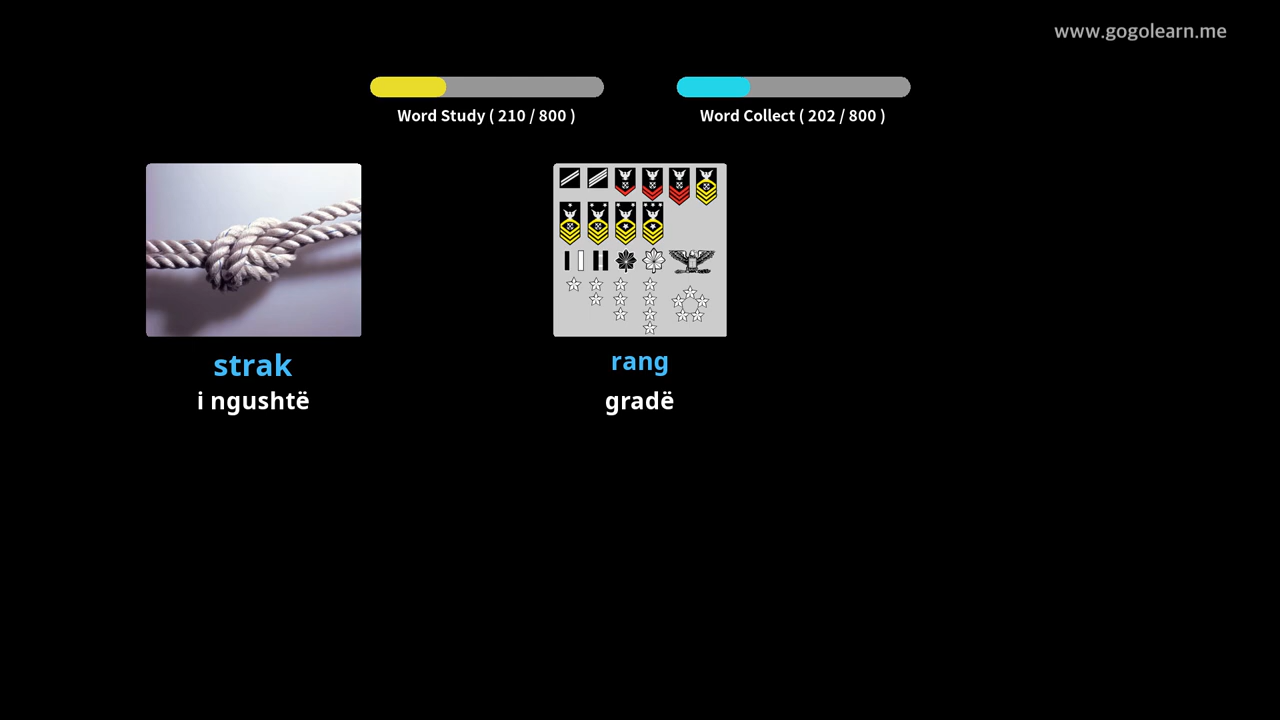 www.gogolearn.me
Word Study ( 210 / 800 )
Word Collect ( 202 / 800 )
strak
i ngushtë
rang
gradë